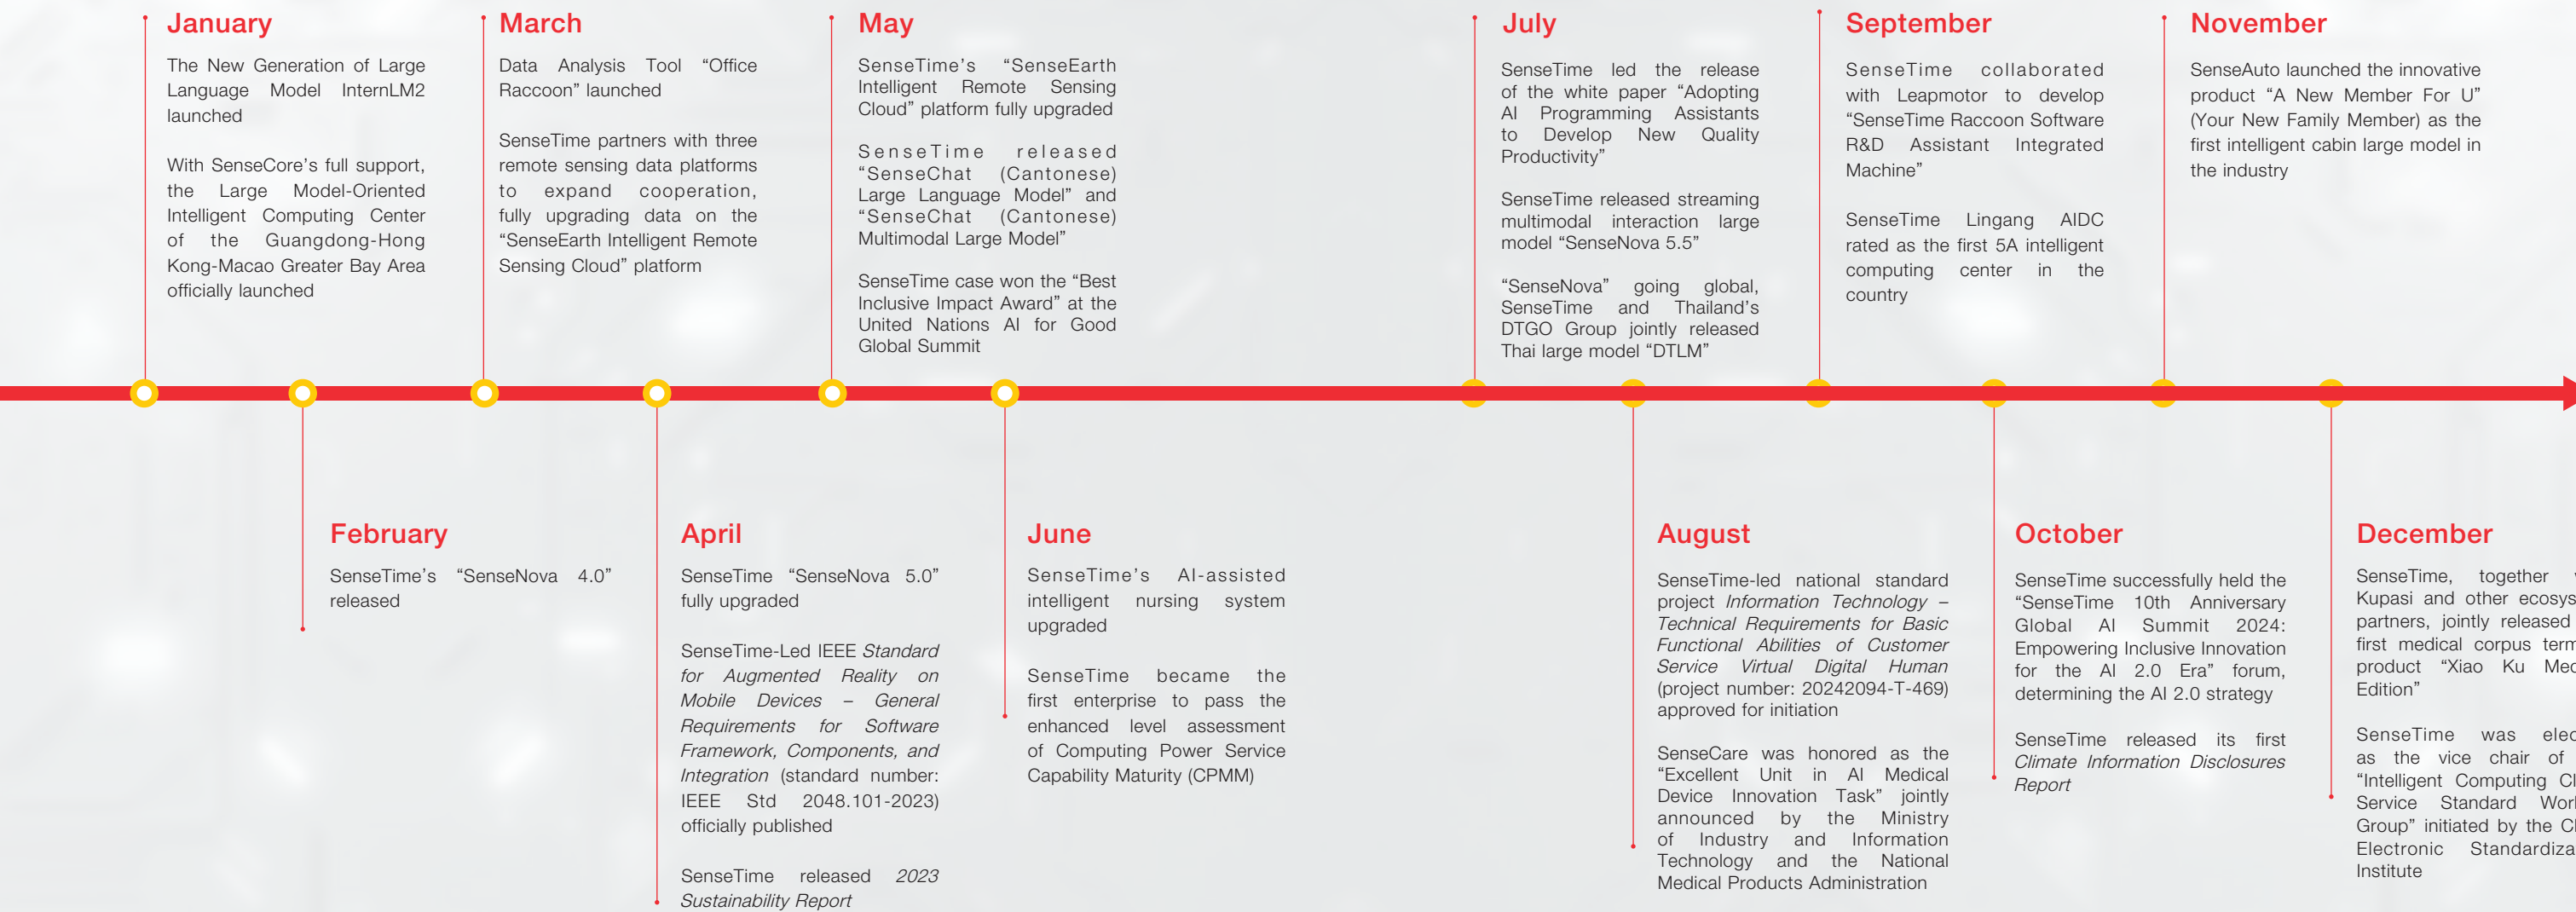 January
The New Generation of Large
Language Model InternLM2
launched
With SenseCore’s full support,
the Large Model-Oriented
Intelligent Computing Center
of the Guangdong-Hong
Kong-Macao Greater Bay Area
officially launched
March
Data Analysis Tool “Office
Raccoon” launched
SenseTime partners with three
remote sensing data platforms
to expand cooperation,
fully upgrading data on the
“SenseEarth Intelligent Remote
Sensing Cloud” platform
May
SenseTime’s “SenseEarth
Intelligent Remote Sensing
Cloud” platform fully upgraded
SenseTime released
“SenseChat (Cantonese)
Large Language Model” and
“SenseChat (Cantonese)
Multimodal Large Model”
SenseTime case won the “Best
Inclusive Impact Award” at the
United Nations AI for Good
Global Summit
July
SenseTime led the release
of the white paper “Adopting
AI Programming Assistants
to Develop New Quality
Productivity”
SenseTime released streaming
multimodal interaction large
model “SenseNova 5.5”
“SenseNova” going global,
SenseTime and Thailand’s
DTGO Group jointly released
Thai large model “DTLM”
September
SenseTime collaborated
with Leapmotor to develop
“SenseTime Raccoon Software
R&D Assistant Integrated
Machine”
SenseTime Lingang AIDC
rated as the first 5A intelligent
computing center in the
country
November
SenseAuto launched the innovative
product “A New Member For U”
(Your New Family Member) as the
first intelligent cabin large model in
the industry
February
SenseTime’s “SenseNova 4.0”
released
April
SenseTime “SenseNova 5.0”
fully upgraded
SenseTime-Led IEEE Standard
for Augmented Reality on
Mobile Devices – General
Requirements for Software
Framework, Components, and
Integration (standard number:
IEEE Std 2048.101-2023)
officially published
SenseTime released 2023
Sustainability Report
June
SenseTime’s AI-assisted
intelligent nursing system
upgraded
SenseTime became the
first enterprise to pass the
enhanced level assessment
of Computing Power Service
Capability Maturity (CPMM)
August
SenseTime-led national standard
project Information Technology –
Technical Requirements for Basic
Functional Abilities of Customer
Service Virtual Digital Human
(project number: 20242094-T-469)
approved for initiation
SenseCare was honored as the
“Excellent Unit in AI Medical
Device Innovation Task” jointly
announced by the Ministry
of Industry and Information
Technology and the National
Medical Products Administration
October
SenseTime successfully held the
“SenseTime 10th Anniversary
Global AI Summit 2024:
Empowering Inclusive Innovation
for the AI 2.0 Era” forum,
determining the AI 2.0 strategy
SenseTime released its first
Climate Information Disclosures
Report
December
SenseTime, together
Kupasi and other
partners, jointly released
first medical corpus
product “Xiao Ku
Edition”
SenseTime was
as the vice chair of
“Intelligent Computing
Service Standard
Group” initiated by the
Electronic
Institute